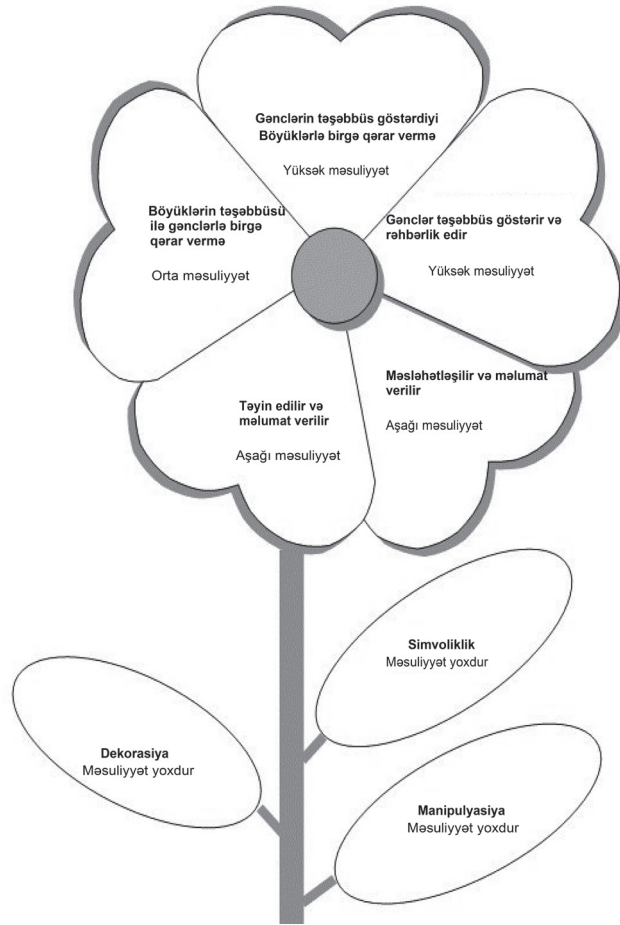 Gənclərin təşəbbüs göstərdiyi
Böyüklərlə birgə qərar vermə
Yüksək məsuliyyət
Böyüklərin təşəbbüsü
ilə gənclərlə birgə
qərar vermə
Orta məsuliyyət
Gənclər təşəbbüs göstərir və
rəhbərlik edir
Yüksək məsuliyyət
Təyin edilir və
məlumat verilir
Aşağı məsuliyyət
Məsləhətləşilir və məlumat
verilir
Aşağı məsuliyyət
Simvoliklik
Məsuliyyət yoxdur
Dekorasiya
Məsuliyyət yoxdur
Manipulyasiya
Məsuliyyət yoxdur